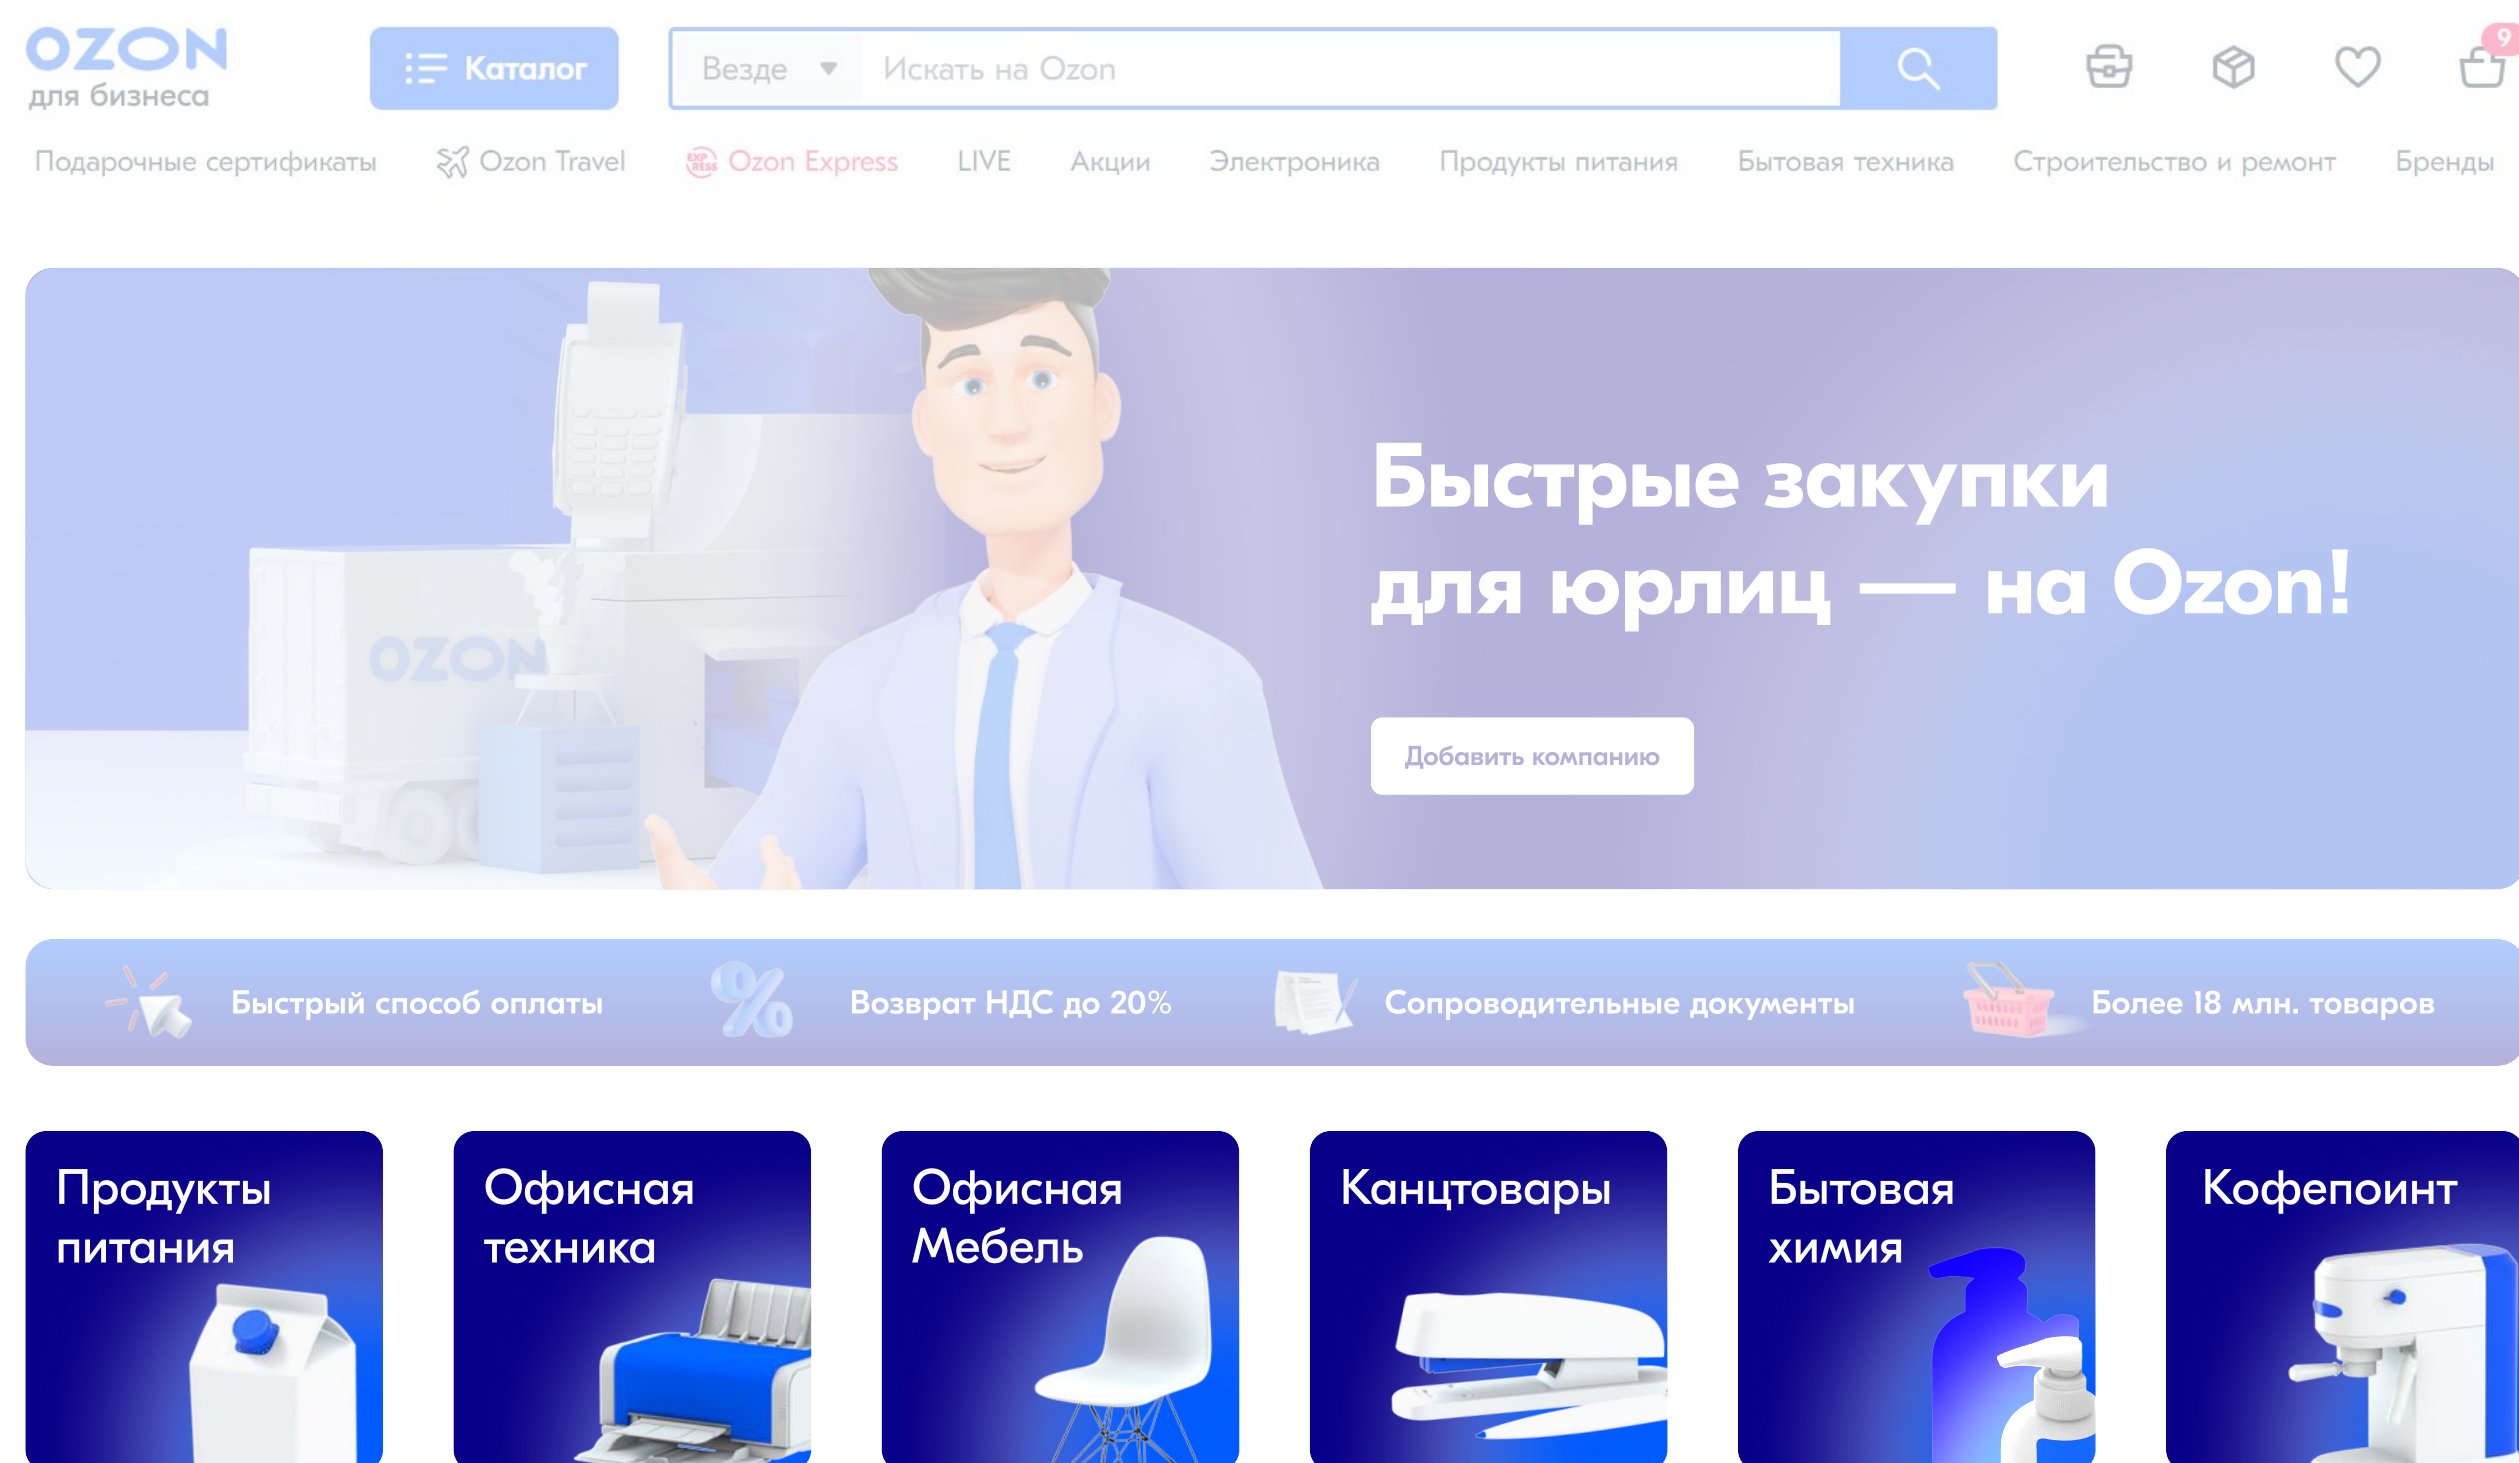 OZON
для бизнеса
Каталог
Везде
Искать на Ozon
9
Подарочные сертификаты
Ozon Travel
EXP
RESS
Ozon Express
LIVE
Акции
Электроника
Продукты питания
Бытовая техника
Строительство и ремонт
Бренды
Быстрые закупки
для юрлиц — на Ozon!
OZON
Добавить компанию
Быстрый способ оплаты
%
Возврат НДС до 20%
Сопроводительные документы
Более 18 млн. товаров
Продукты
питания
Офисная
техника
Офисная
Мебель
Канцтовары
Бытовая
химия
Кофепоинт